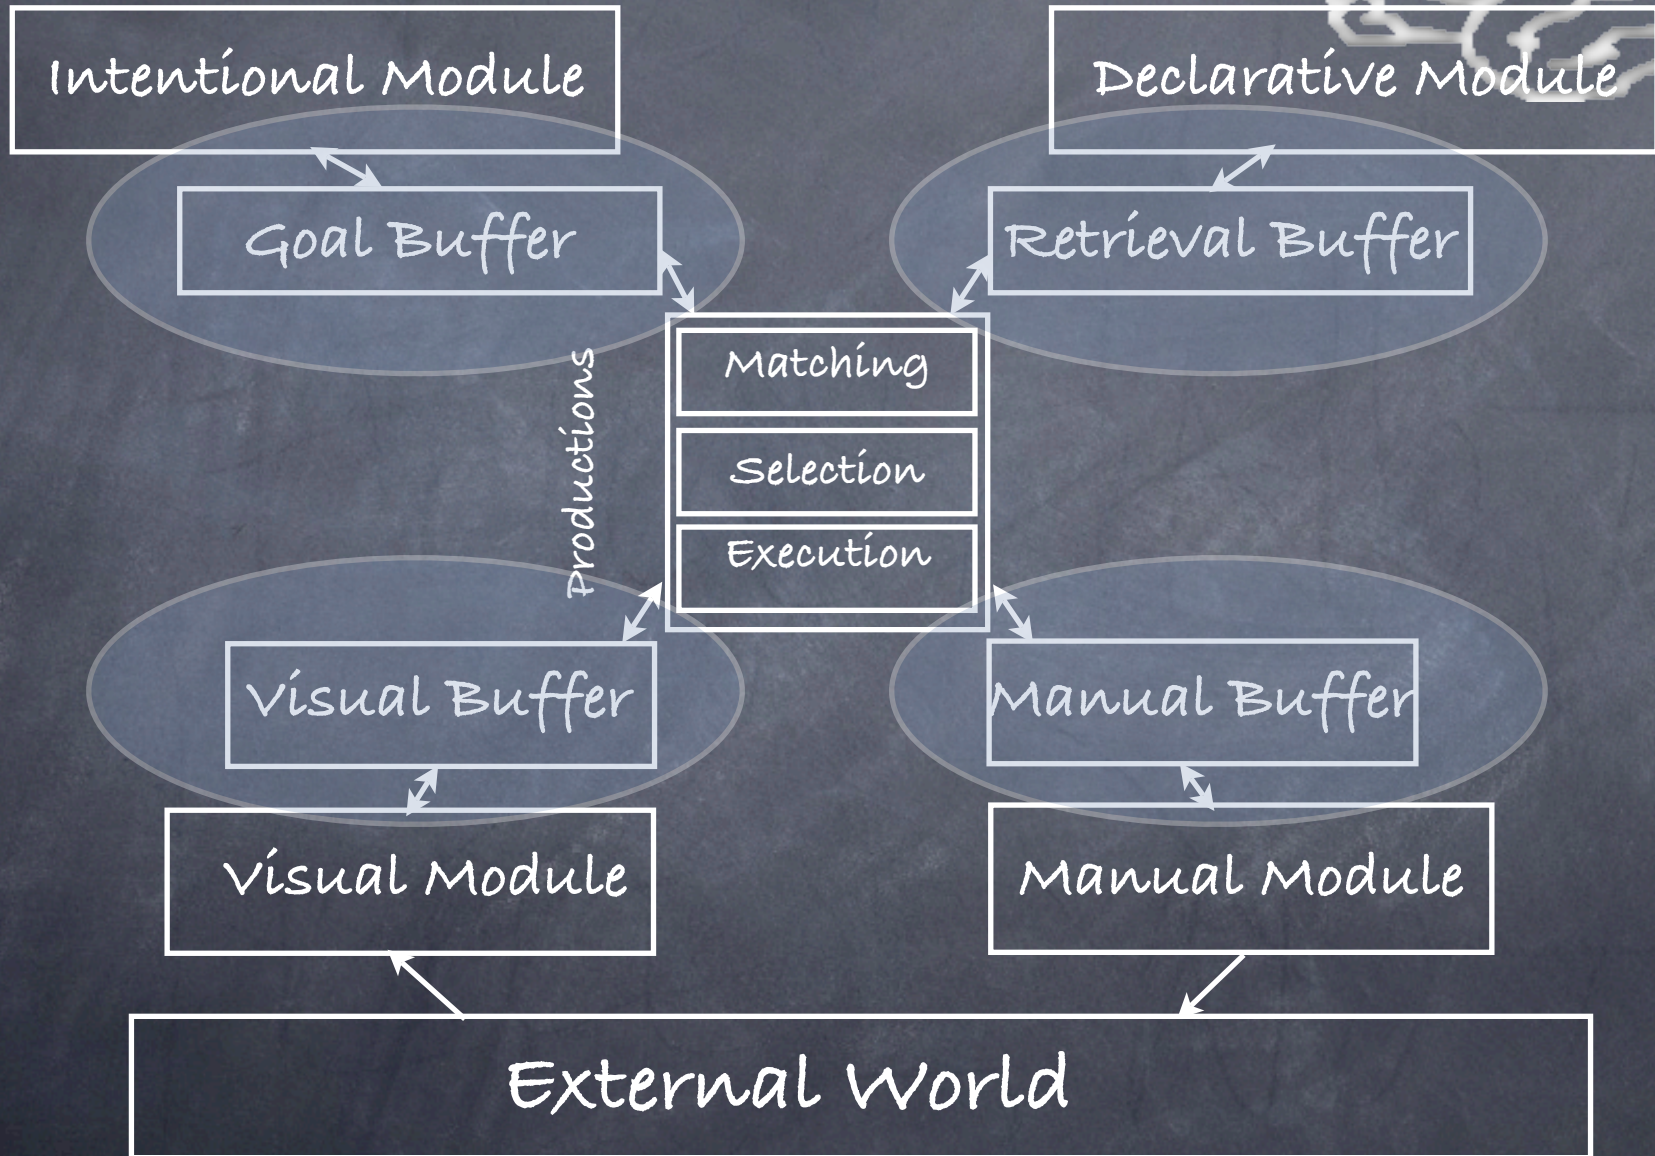 Intentional Module
Declarative Module
Goal Buffer
Retrieval Buffer
Productions
Matching
Selection
Execution
Visual Buffer
Manual Buffer
Visual Module
Manual Module
External World